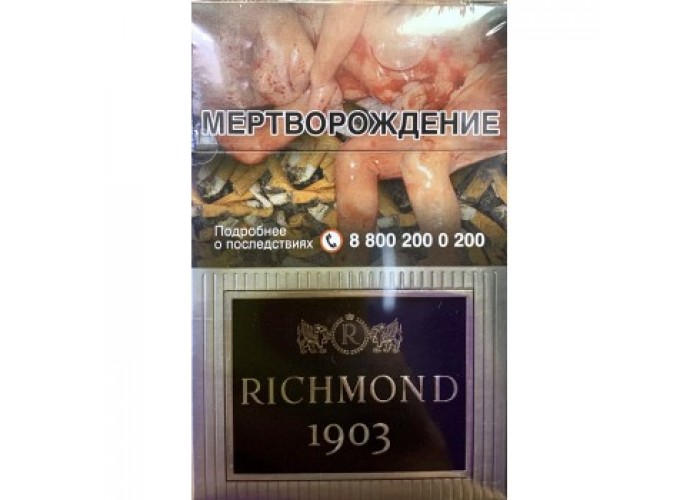 МЕРТВОРОЖДЕНИЕ
Подробнее
о последствиях 8 800 200 0 200
R
RICHMOND
1903